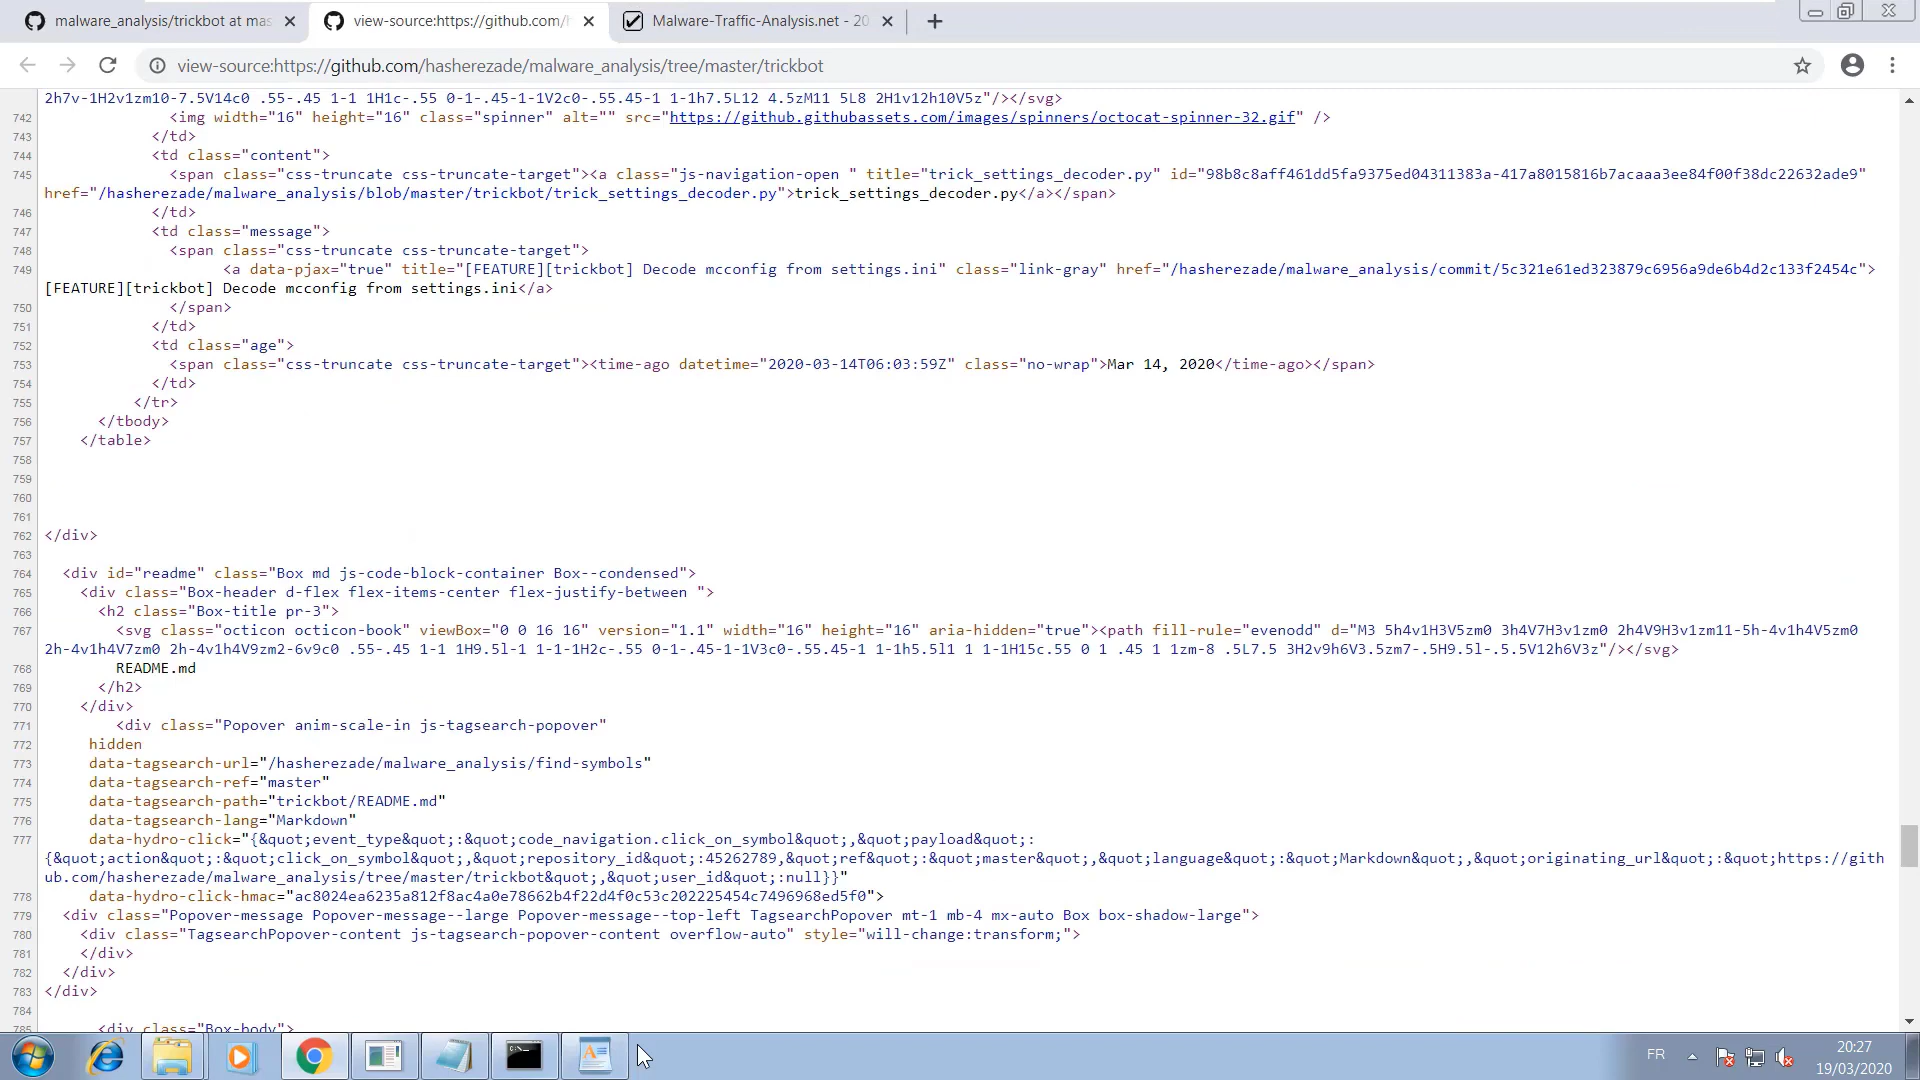 malware_analysis/trickbot at mas
view-source:https://github.com/h
Malware-Traffic-Analysis.net - 20
view-source:https://github.com/hasherezade/malware_analysis/tree/master/trickbot
2h7v-1H2v1zm10-7.5V14c0 .55-.45 1-1 1H1c-.55 0-1-.45-1-1V2c0-.55.45-1 1-1h7.5L12 4.5zM11 5L8 2H1v12h10V5z"/></svg>
742 <img width="16" height="16" class="spinner" alt="" src="https://github.githubassets.com/images/spinners/octocat-spinner-32.gif" />
743 </td>
744 <td class="content">
745 <span class="css-truncate css-truncate-target"><a class="js-navigation-open " title="trick_settings_decoder.py" id="98b8c8aff461dd5fa9375ed04311383a-417a8015816b7acaaa3ee84f00f38dc22632ade9"
href="/hasherezade/malware_analysis/blob/master/trickbot/trick_settings_decoder.py">trick_settings_decoder.py</a></span>
746 </td>
747 <td class="message">
748 <span class="css-truncate css-truncate-target">
749 <a data-pjax="true" title="[FEATURE][trickbot] Decode mcconfig from settings.ini" class="link-gray" href="/hasherezade/malware_analysis/commit/5c321e61ed323879c6956a9de6b4d2c133f2454c">
[FEATURE][trickbot] Decode mcconfig from settings.ini</a>
750 </span>
751 </td>
752 <td class="age">
753 <span class="css-truncate css-truncate-target"><time-ago datetime="2020-03-14T06:03:59Z" class="no-wrap">Mar 14, 2020</time-ago></span>
754 </td>
755 </tr>
756 </tbody>
757 </table>
758
759
760
761
762 </div>
763
764 <div id="readme" class="Box md js-code-block-container Box--condensed">
765 <div class="Box-header d-flex flex-items-center flex-justify-between ">
766 <h2 class="Box-title pr-3">
767 <svg class="octicon octicon-book" viewBox="0 0 16 16" version="1.1" width="16" height="16" aria-hidden="true"><path fill-rule="evenodd" d="M3 5h4v1H3V5zm0 3h4V7H3v1zm0 2h4V9H3v1zm11-5h-4v1h4V5zm0
2h-4v1h4V7zm0 2h-4v1h4V9zm2-6v9c0 .55-.45 1-1 1H9.5l-1 1-1-1H2c-.55 0-1-.45-1-1V3c0-.55.45-1 1-1h5.5l1 1 1-1H15c.55 0 1 .45 1 1zm-8 .5L7.5 3H2v9h6V3.5zm7-.5H9.5l-.5.5V12h6V3z"/></svg>
768 README.md
769 </h2>
770 </div>
771 <div class="Popover anim-scale-in js-tagsearch-popover"
772 hidden
773 data-tagsearch-url="/hasherezade/malware_analysis/find-symbols"
774 data-tagsearch-ref="master"
775 data-tagsearch-path="trickbot/README.md"
776 data-tagsearch-lang="Markdown"
777 data-hydro-click="{&quot;event_type&quot;:&quot;code_navigation.click_on_symbol&quot;,&quot;payload&quot;:
{&quot;action&quot;:&quot;click_on_symbol&quot;,&quot;repository_id&quot;:45262789,&quot;ref&quot;:&quot;master&quot;,&quot;language&quot;:&quot;Markdown&quot;,&quot;originating_url&quot;:&quot;https://gith
ub.com/hasherezade/malware_analysis/tree/master/trickbot&quot;,&quot;user_id&quot;:null}}"
778 data-hydro-click-hmac="ac8024ea6235a812f8ac4a0e78662b4f22d4f0c53c202225454c7496968ed5f0">
779 <div class="Popover-message Popover-message--large Popover-message--top-left TagsearchPopover mt-1 mb-4 mx-auto Box box-shadow-large">
780 <div class="TagsearchPopover-content js-tagsearch-popover-content overflow-auto" style="will-change:transform;">
781 </div>
782 </div>
783 </div>
784
785 <div class="Box-body">
FR
20:27
19/03/2020